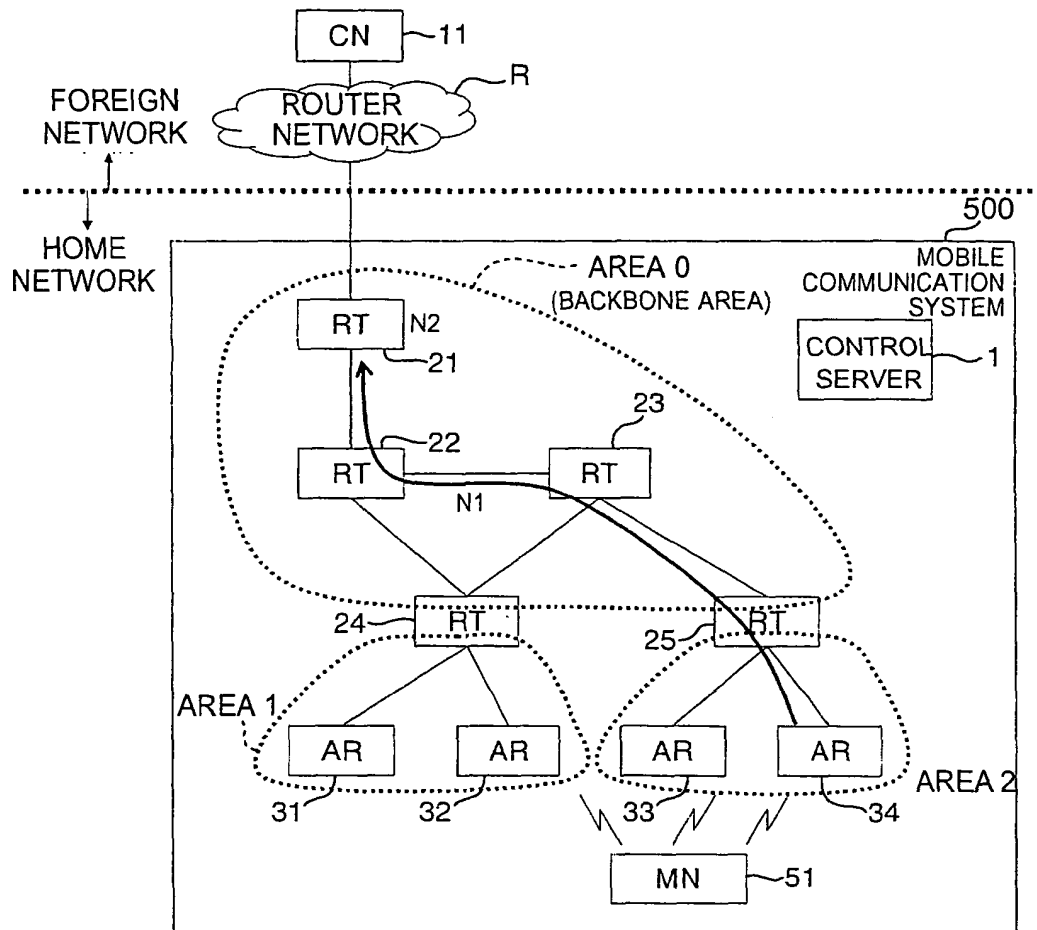 CN
11
R
FOREIGN
NETWORK
ROUTER
NETWORK
HOME
NETWORK
500
MOBILE
COMMUNICATION
SYSTEM
AREA 0
(BACKBONE AREA)
RT
N2
21
CONTROL
SERVER
1
22
23
RT
RT
N1
24
RT
25
RT
AREA 1
AR
AR
AR
AR
AREA 2
31
32
33
34
MN
51